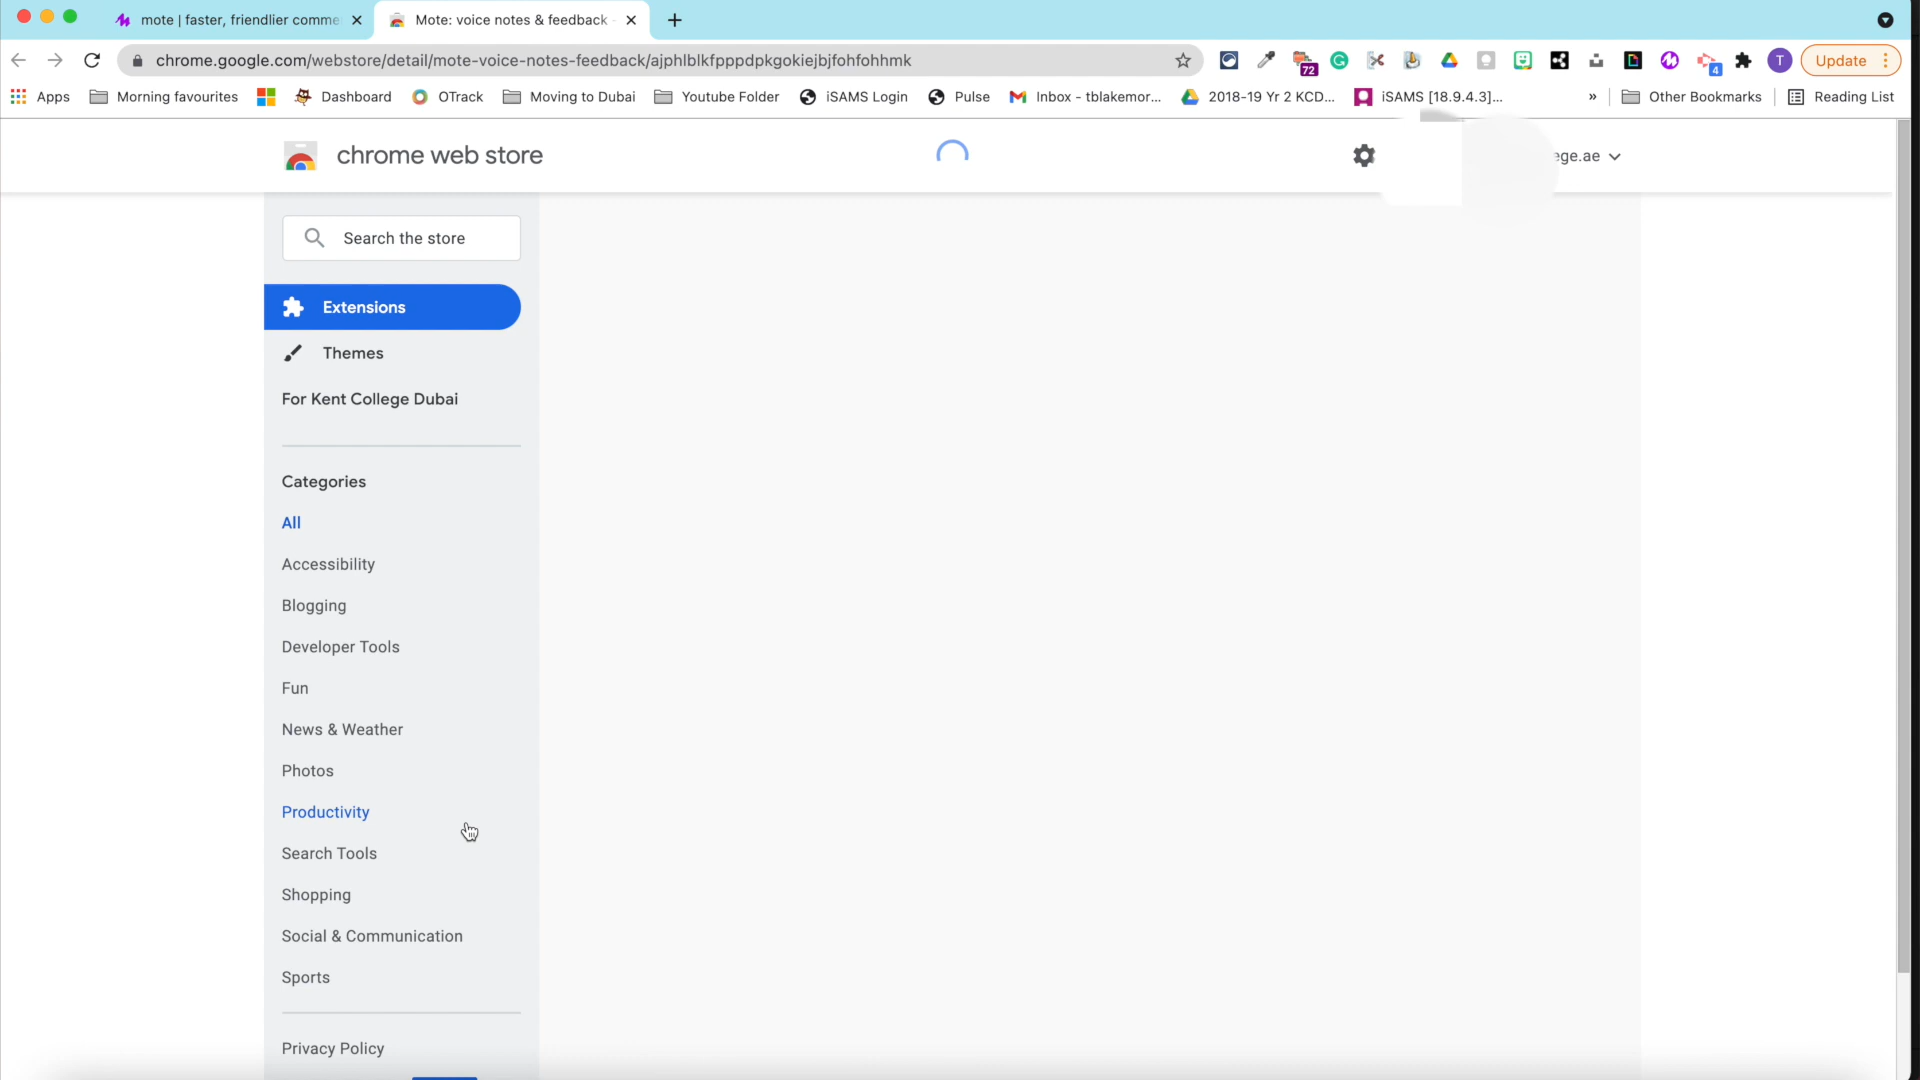 mote | faster, friendlier comme
Mote: voice notes & feedback
chrome.google.com/webstore/detail/mote-voice-notes-feedback/ajphlblkfpppdpkgokiejbjfohfohhmk
72
4
T
Update
Apps
Morning favourites
Dashboard
OTrack
Moving to Dubai
Youtube Folder
iSAMS Login
Pulse
Inbox - tblakemor...
2018-19 Yr 2 KCD...
iSAMS [18.9.4.3]...
»
Other Bookmarks
Reading List
chrome web store
ege.ae
Search the store
Extensions
Themes
For Kent College Dubai
Categories
All
Accessibility
Blogging
Developer Tools
Fun
News & Weather
Photos
Productivity
Search Tools
Shopping
Social & Communication
Sports
Privacy Policy